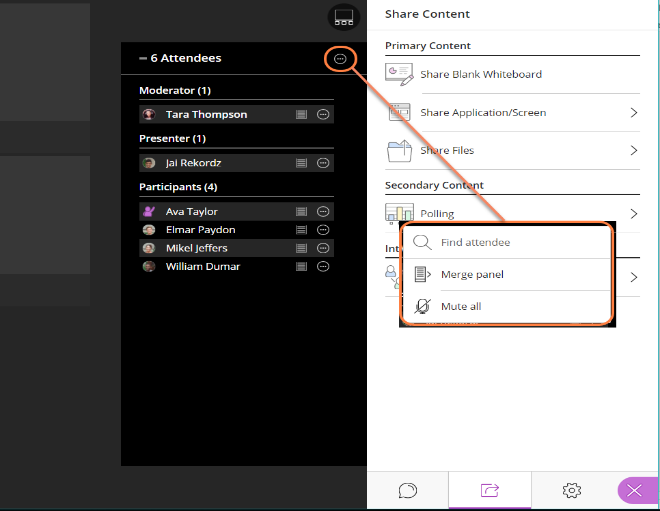 6 Attendees
Moderator (1)
Tara Thompson
Presenter (1)
Jai Rekordz
Participants (4)
Ava Taylor
Elmar Paydon
Mikel Jeffers
William Dumar
Share Content
Primary Content
Share Blank Whiteboard
Share Application/Screen
Share Files
Secondary Content
Polling
Int
Find attendee
Merge panel
Mute all